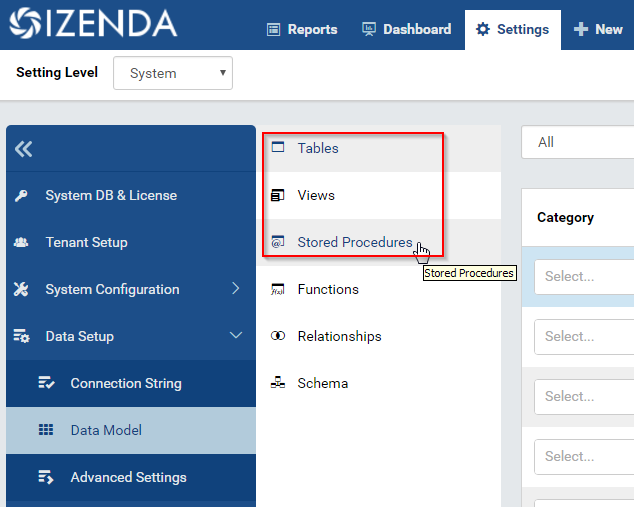 IZENDA
Reports
Dashboard
Settings
New
Setting Level
System
System DB & License
Tenant Setup
System Configuration
Data Setup
Connection String
Data Model
Advanced Settings
Tables
Views
Stored Procedures
Stored Procedures
Functions
Relationships
Schema
All
Category
Select...
Select...
Select...
Select...
Select...